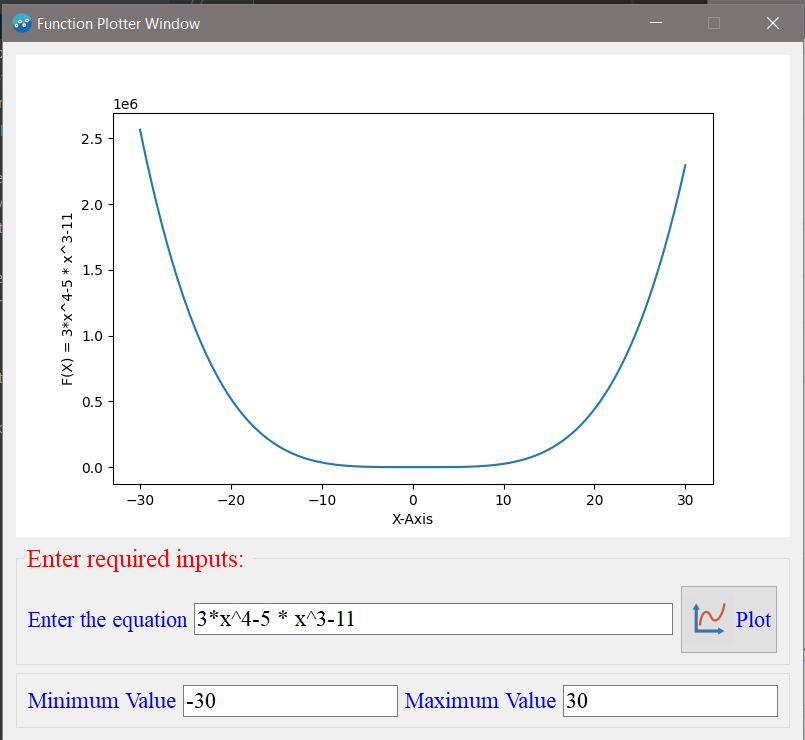 Function Plotter Window
1e6
2.5
2.0
1.5
1.0
0.5
0.0
F(X) = 3*x^4-5 * x^3-11
−30 −20 −10 0 10 20 30
X-Axis
Enter required inputs:
Enter the equation 3*x^4-5 * x^3-11 Plot
Minimum Value -30 Maximum Value 30